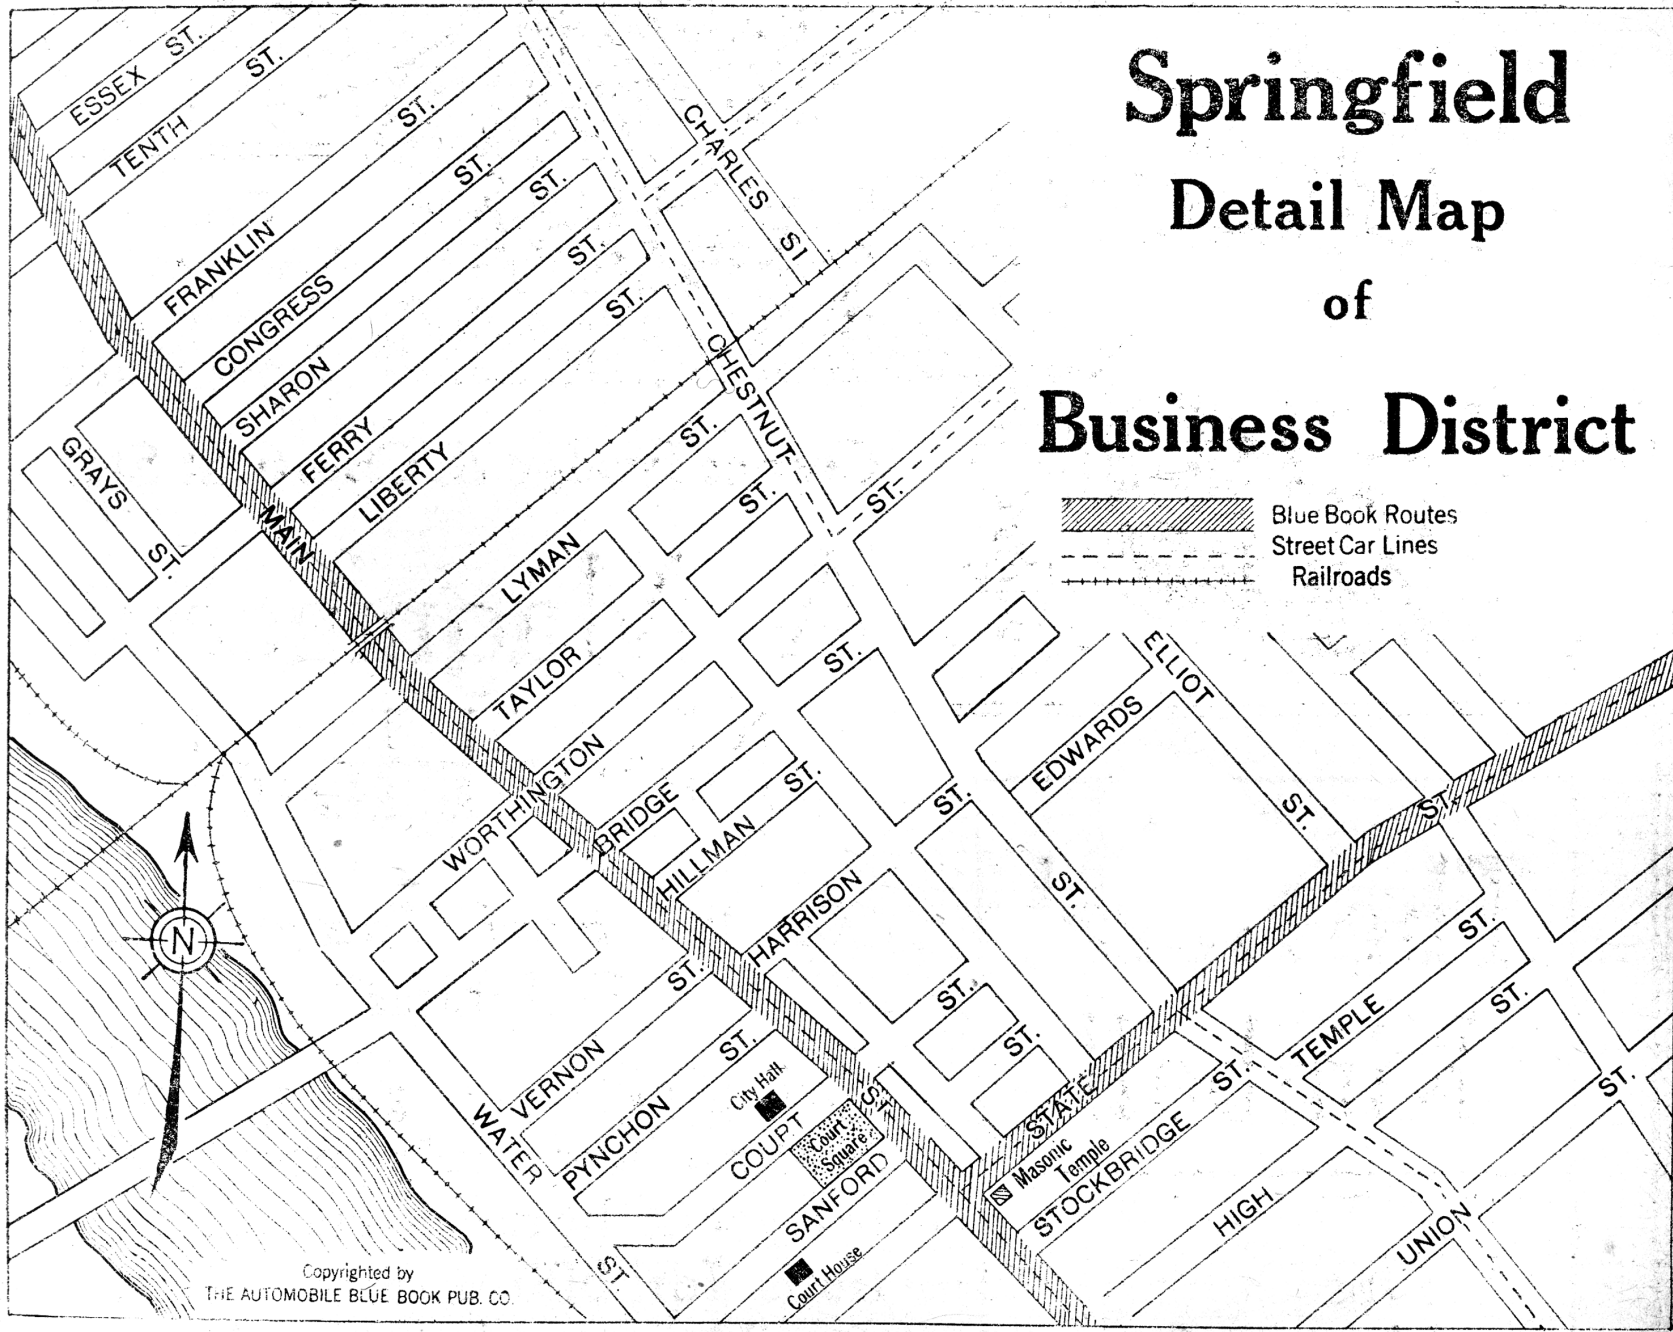 Springfield
Detail Map
of
Business District
Blue Book Routes
Street Car Lines
Railroads
ESSEX ST.
TENTH ST.
FRANKLIN ST.
CONGRESS ST.
SHARON ST.
FERRY ST.
LIBERTY ST.
CHARLES ST
CHESTNUT ST.
GRAYS ST.
MAIN ST.
LYMAN ST.
TAYLOR ST.
WORTHINGTON ST.
BRIDGE ST.
HILLMAN ST.
HARRISON
ST.
ST.
ST.
EDWARDS
ELLIOT ST.
STATE ST.
TEMPLE ST.
STOCKBRIDGE ST.
HIGH ST.
UNION ST.
VERNON ST.
PYNCHON ST.
City Hall
COURT
Court
Square
SANFORD
Court House
Masonic
Temple
WATER ST
N
Copyrighted by
THE AUTOMOBILE BLUE BOOK PUB. CO.